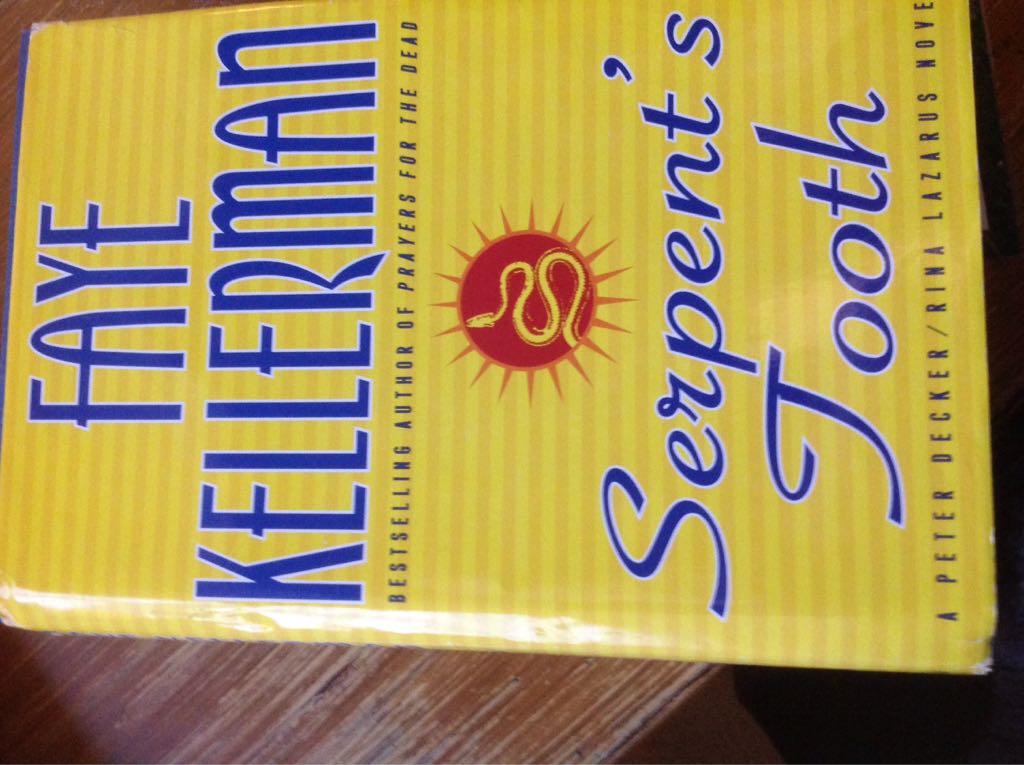 FAYE
KELLERMAN
BESTSELLING AUTHOR OF PRAYERS FOR THE DEAD
Serpent's
Tooth
A PETER DECKER/RINA LAZARUS NOVE